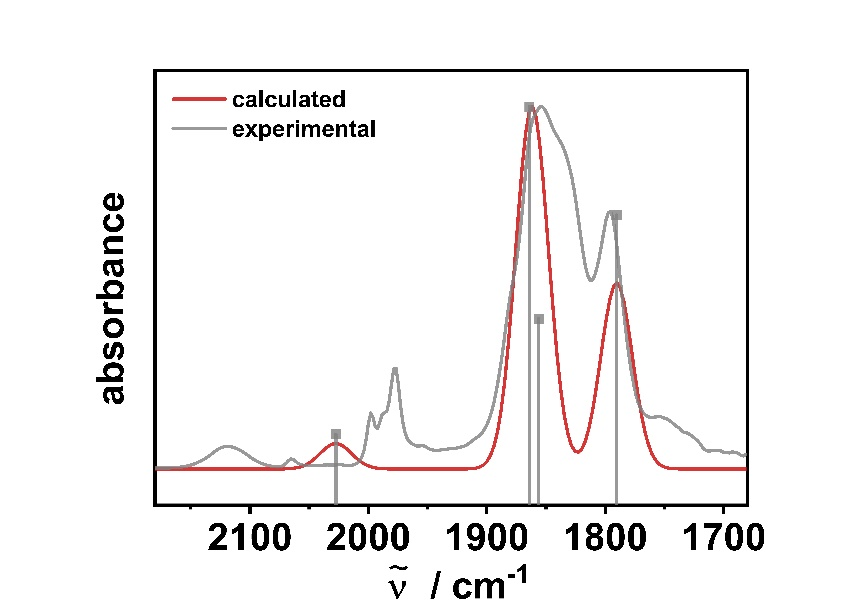 calculated
experimental
absorbance
2100 2000 1900 1800 1700
ṽ / cm⁻¹